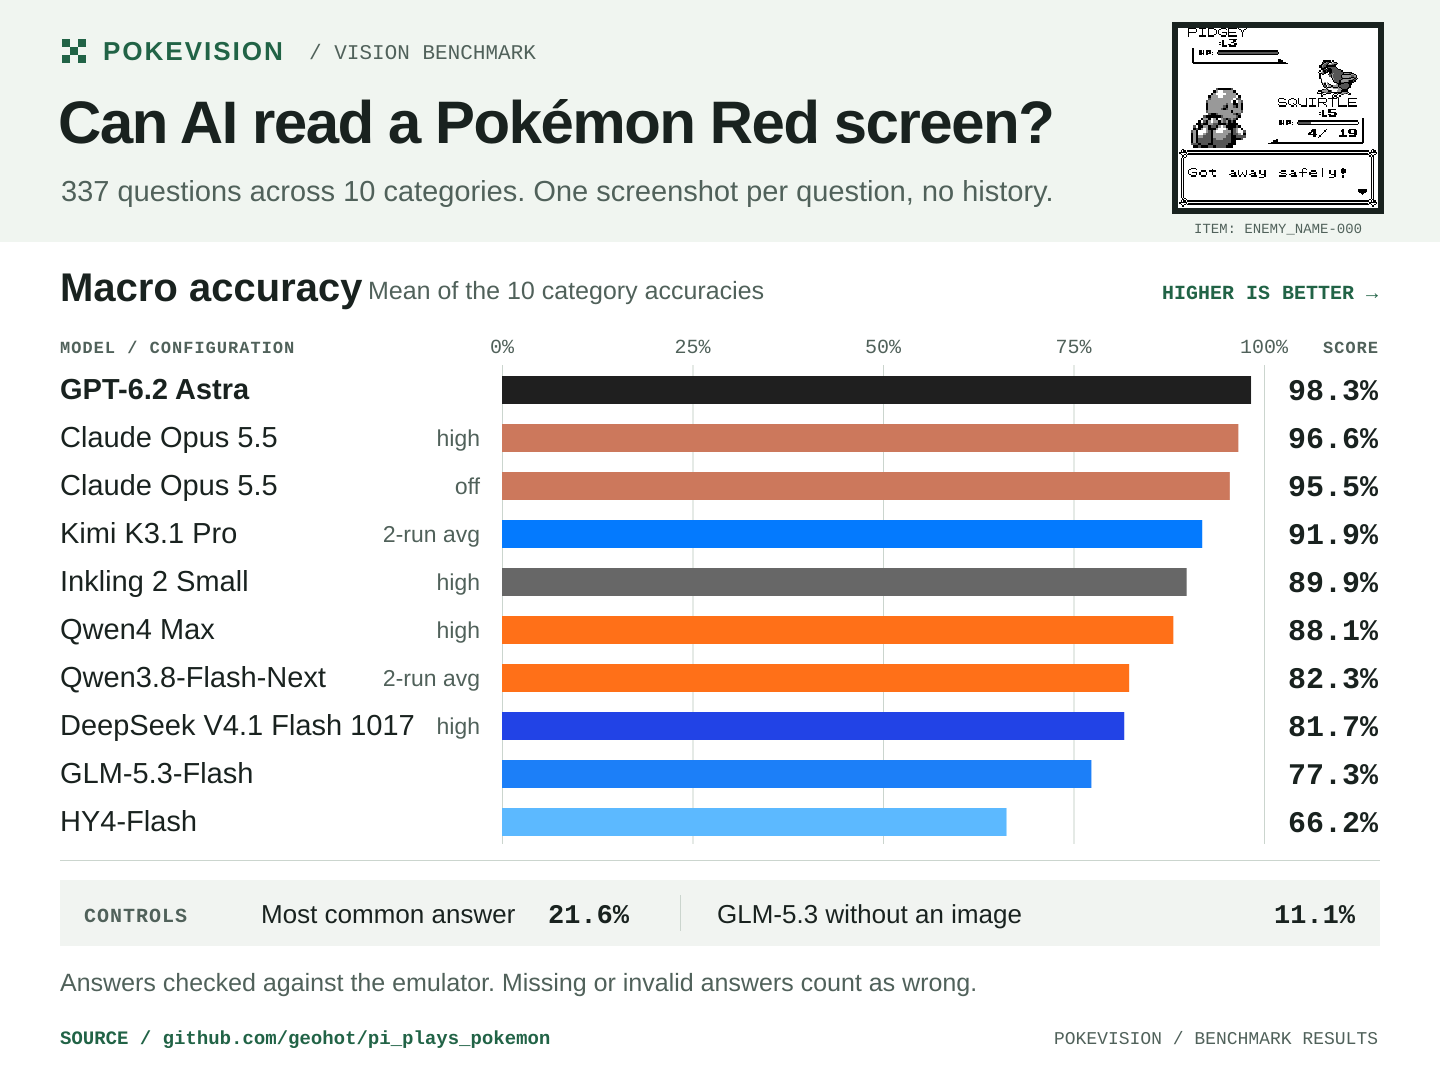 POKEVISION / VISION BENCHMARK
Can AI read a Pokémon Red screen?
337 questions across 10 categories. One screenshot per question, no history.
PIDGEY
:L3
HP:
SQUIRTLE
:L5
HP:
4/ 19
Got away safely!
ITEM: ENEMY_NAME-000
Macro accuracy Mean of the 10 category accuracies
HIGHER IS BETTER →
MODEL / CONFIGURATION 0% 25% 50% 75% 100% SCORE
GPT-6.2 Astra 98.3%
Claude Opus 5.5 high 96.6%
Claude Opus 5.5 off 95.5%
Kimi K3.1 Pro 2-run avg 91.9%
Inkling 2 Small high 89.9%
Qwen4 Max high 88.1%
Qwen3.8-Flash-Next 2-run avg 82.3%
DeepSeek V4.1 Flash 1017 high 81.7%
GLM-5.3-Flash 77.3%
HY4-Flash 66.2%
CONTROLS Most common answer 21.6% GLM-5.3 without an image 11.1%
Answers checked against the emulator. Missing or invalid answers count as wrong.
SOURCE / github.com/geohot/pi_plays_pokemon
POKEVISION / BENCHMARK RESULTS